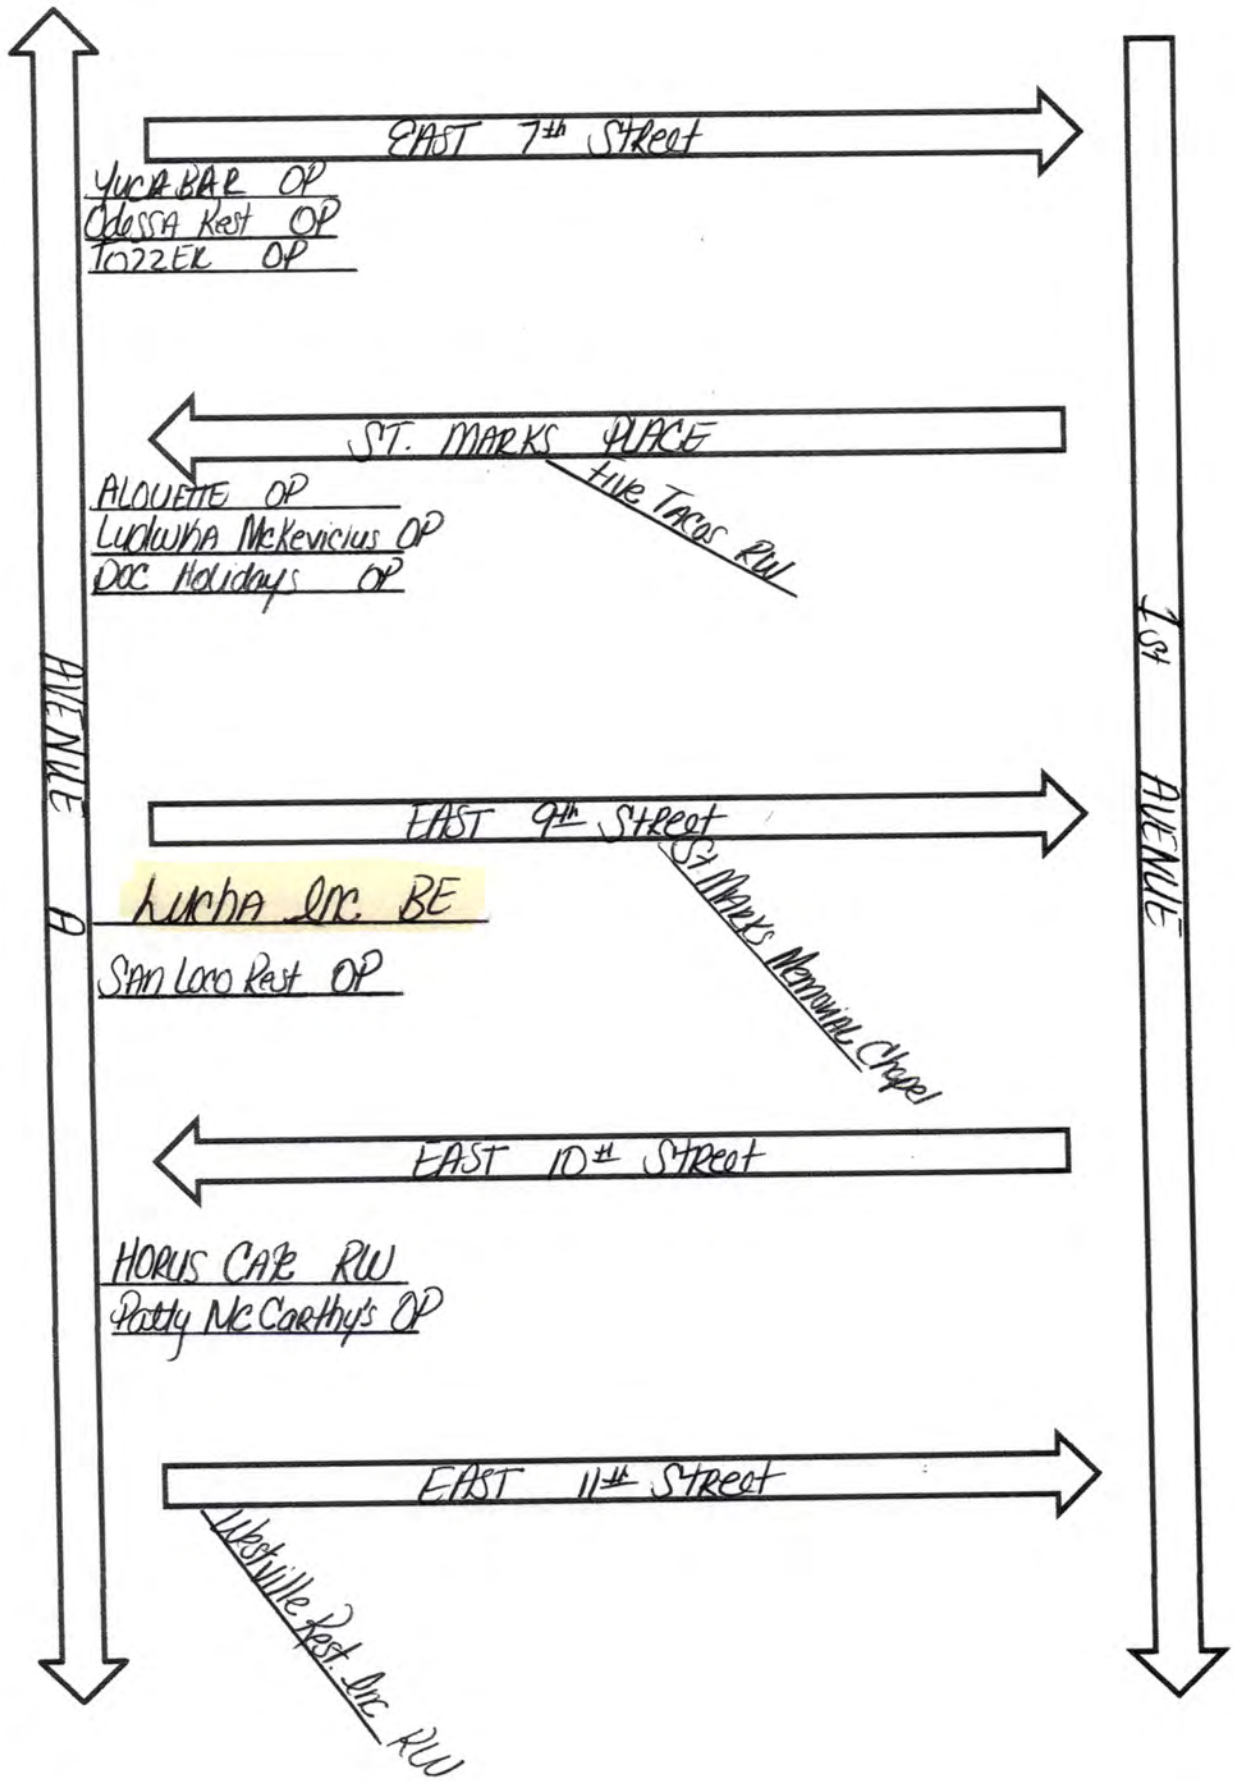 EAST 7th Street
YUCA BAR OP
Odessa Rest OP
TOZZER OP
ST. MARKS PLACE
Five TACOS RW
ALOUETTE OP
Ludwika McKevicius OP
DOC Holidays OP
AVENUE A
1st AVENUE
EAST 9th Street
Lucha Inc. BE
St MARKS Memorial Chapel
SAN Loco Rest OP
EAST 10th Street
HORUS CAFE RW
Patty McCarthy's OP
EAST 11th Street
Westville Rest. Inc RW